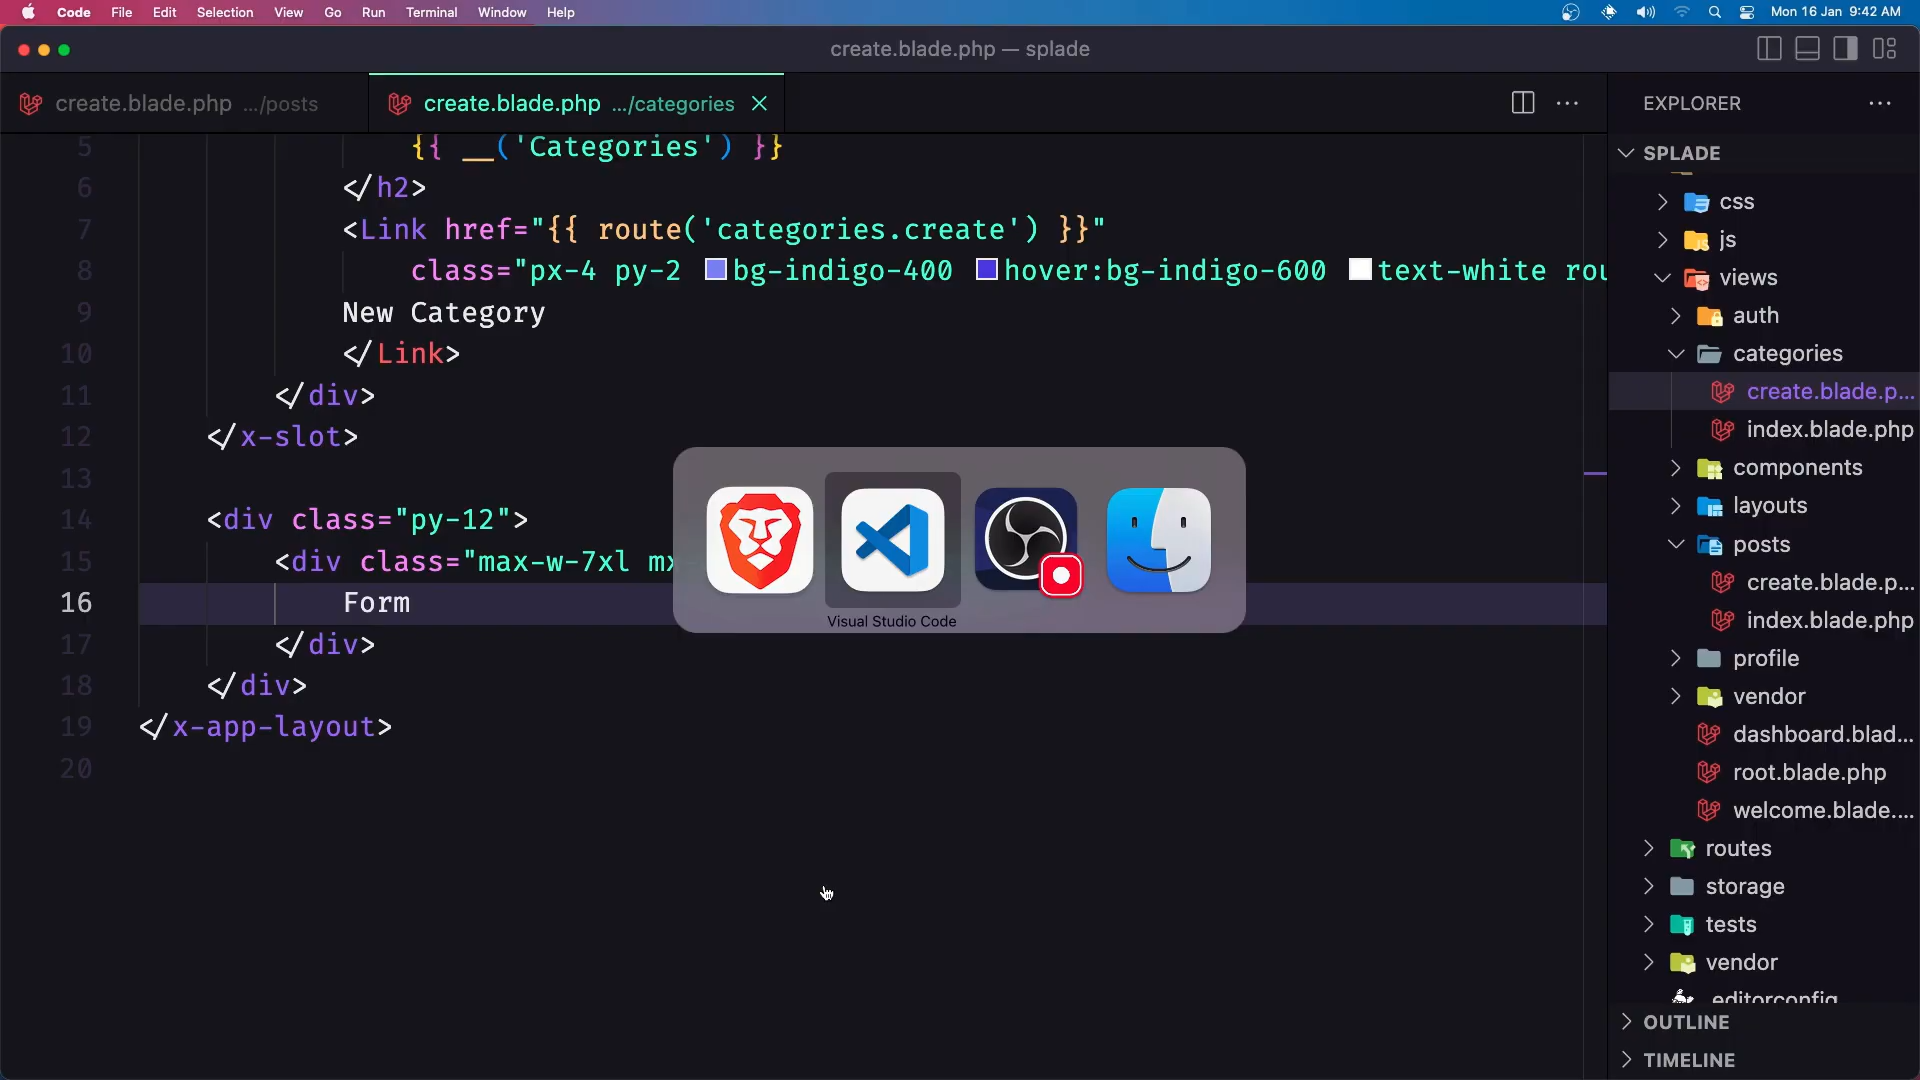 Code File Edit Selection View Go Run Terminal Window Help Mon 16 Jan 9:42 AM
create.blade.php — splade
create.blade.php .../posts create.blade.php .../categories
5 {{ __('Categories') }}
6 </h2>
7 <Link href="{{ route('categories.create') }}"
8 class="px-4 py-2 bg-indigo-400 hover:bg-indigo-600 text-white rou
9 New Category
10 </Link>
11 </div>
12 </x-slot>
13
14 <div class="py-12">
15 <div class="max-w-7xl mx
16 Form
17 </div>
18 </div>
19 </x-app-layout>
20
Visual Studio Code
EXPLORER
SPLADE
css
js
views
auth
categories
create.blade.p...
index.blade.php
components
layouts
posts
create.blade.p...
index.blade.php
profile
vendor
dashboard.blad...
root.blade.php
welcome.blade....
routes
storage
tests
vendor
.editorconfig
OUTLINE
TIMELINE